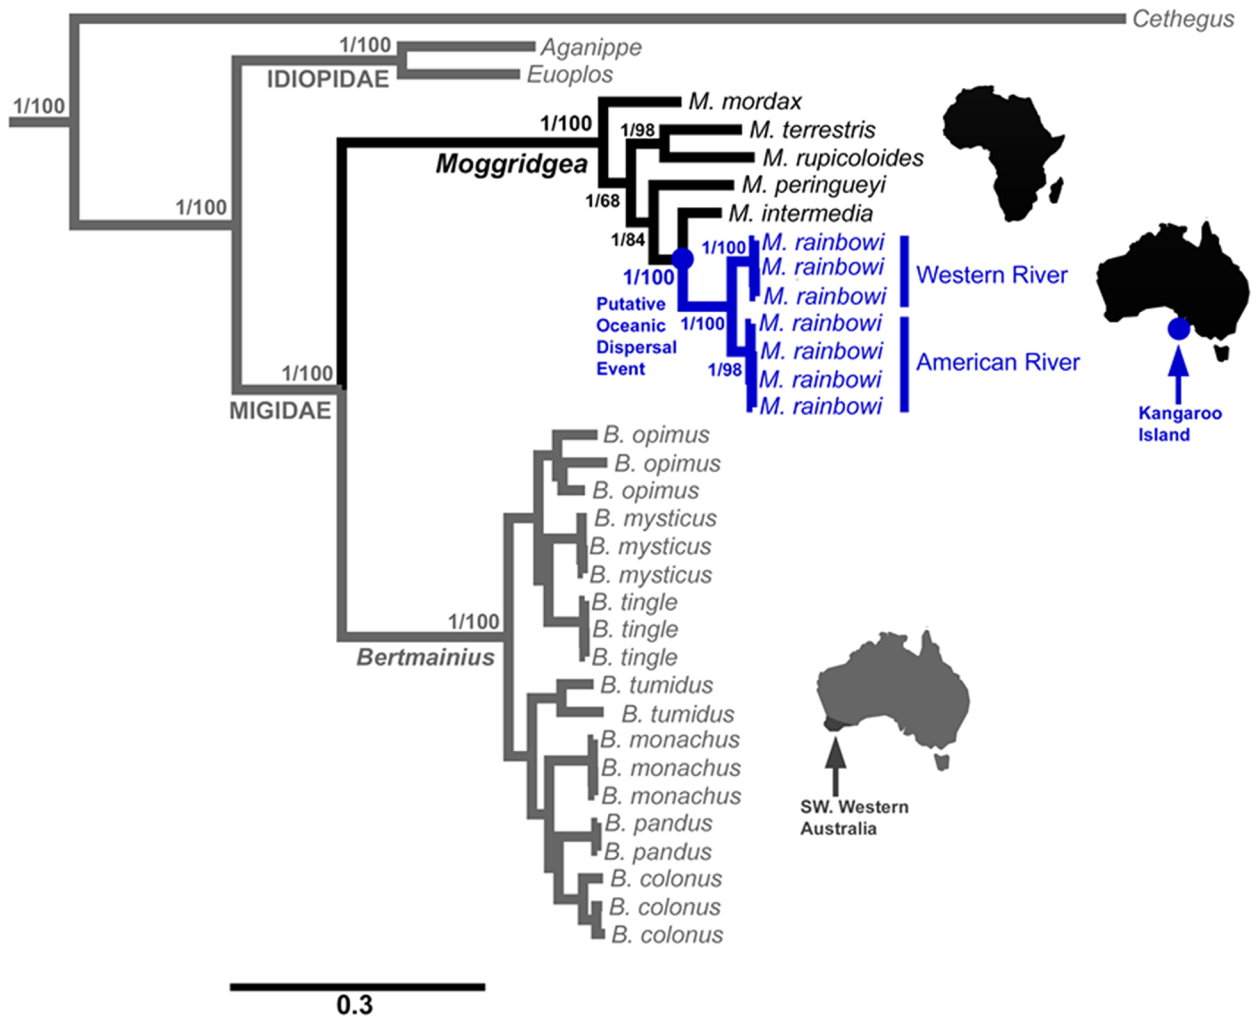 Cethegus
1/100
Aganippe
IDIOPIDAE
Euoplos
1/100
M. mordax
1/100
1/98
M. terrestris
Moggridgea
M. rupicoloides
M. peringueyi
1/68
1/100
M. intermedia
1/84
1/100
M. rainbowi
M. rainbowi
Western River
1/100
M. rainbowi
Putative
Oceanic
Dispersal
Event
1/100
M. rainbowi
M. rainbowi
American River
1/98
M. rainbowi
M. rainbowi
Kangaroo
Island
1/100
MIGIDAE
B. opimus
B. opimus
B. opimus
B. mysticus
B. mysticus
B. mysticus
B. tingle
1/100
B. tingle
Bertmainius
B. tingle
B. tumidus
B. tumidus
B. monachus
B. monachus
B. monachus
SW. Western
Australia
B. pandus
B. pandus
B. colonus
B. colonus
B. colonus
0.3